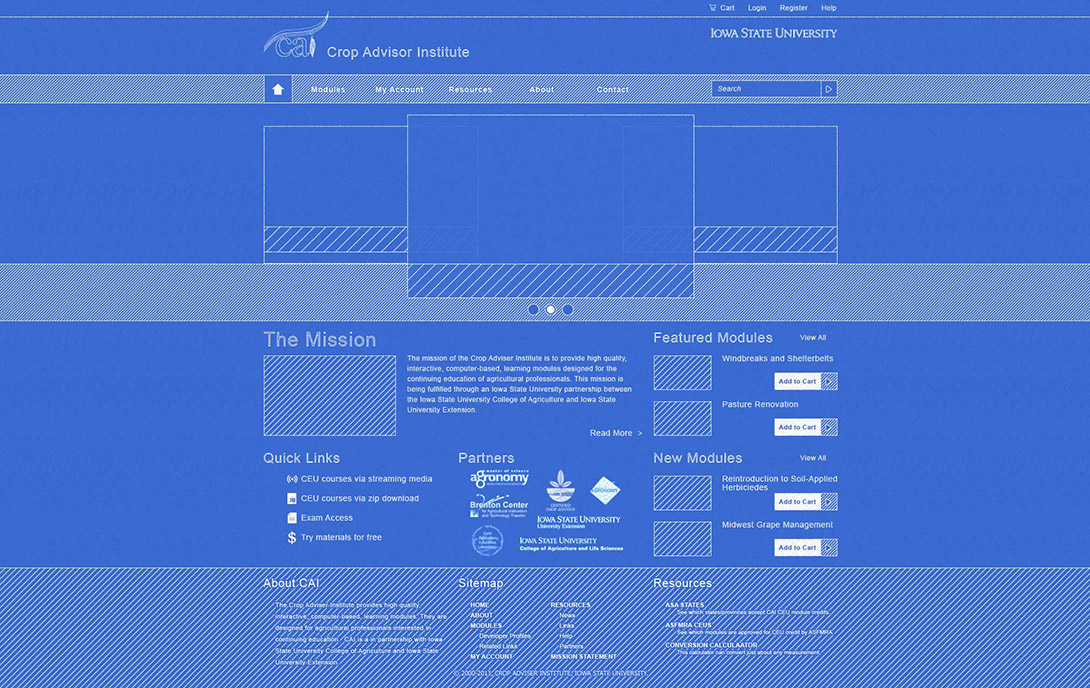 Cart Login Register Help
cai Crop Advisor Institute
IOWA STATE UNIVERSITY
Modules My Account Resources About Contact
Search
The Mission
The mission of the Crop Adviser Institute is to provide high quality,
interactive, computer-based, learning modules designed for the
continuing education of agricultural professionals. This mission is
being fulfilled through an Iowa State University partnership between
the Iowa State University College of Agriculture and Iowa State
University Extension.
Read More >
Featured Modules View All
Windbreaks and Shelterbelts
Add to Cart
Pasture Renovation
Add to Cart
Quick Links
CEU courses via streaming media
CEU courses via zip download
Exam Access
$ Try materials for free
Partners
master of science
agronomy
CERTIFIED
CROP ADVISER
AGRONOMY
Brenton Center
for Agricultural Instruction
and Technology Transfer
IOWA STATE UNIVERSITY
University Extension
IOWA STATE UNIVERSITY
College of Agriculture and Life Sciences
New Modules View All
Reintroduction to Soil-Applied
Herbiciedes
Add to Cart
Midwest Grape Management
Add to Cart
About CAI
The Crop Adviser Institute provides high quality,
interactive, computer-based, learning modules. They are
designed for agricultural professionals interested in
continuing education. CAI is a in partnership with Iowa
State University College of Agriculture and Iowa State
University Extension.
Sitemap
HOME
ABOUT
MODULES
Developer Profiles
Related Links
MY ACCOUNT
RESOURCES
News
Links
Help
Partners
MISSION STATEMENT
Resources
ASA STATES
See which states/provinces accept CAI CEU module credits
ASFMRA CEUS
See which modules are approved for CEU credit by ASFMRA
CONVERSION CALCULAATOR
This calculator can convert just about any measurement
© 2000-2013, CROP ADVISER INSTITUTE, IOWA STATE UNIVERSITY